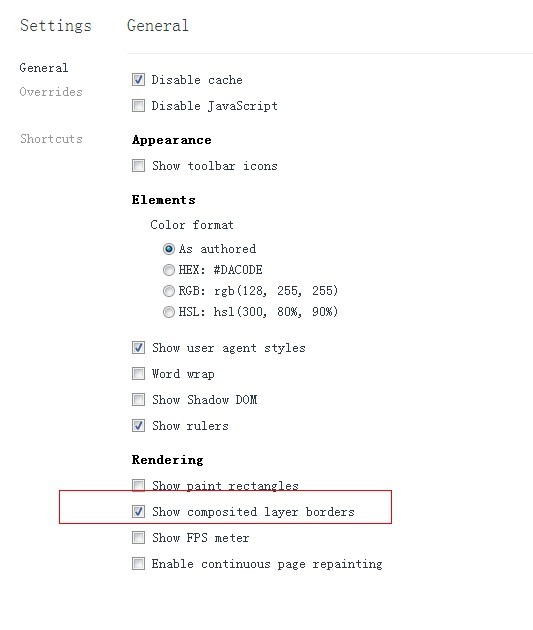 Settings
General
General
Overrides
Shortcuts
Disable cache
Disable JavaScript
Appearance
Show toolbar icons
Elements
Color format
As authored
HEX: #DACODE
RGB: rgb(128, 255, 255)
HSL: hsl(300, 80%, 90%)
Show user agent styles
Word wrap
Show Shadow DOM
Show rulers
Rendering
Show paint rectangles
Show composited layer borders
Show FPS meter
Enable continuous page repainting